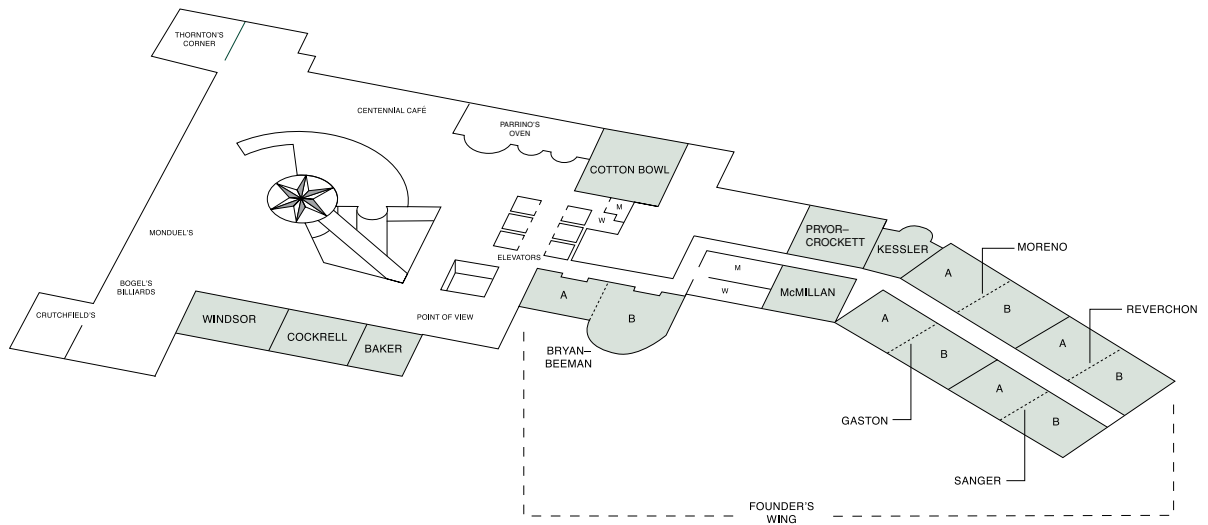 THORNTON'S
CORNER
CENTENNIAL CAFÉ
PARRINO'S
OVEN
COTTON BOWL
M
W
MONDUEL'S
ELEVATORS
PRYOR–
CROCKETT
KESSLER
MORENO
A
B
REVERCHON
A
B
BOGEL'S
BILLIARDS
CRUTCHFIELD'S
WINDSOR
COCKRELL
BAKER
POINT OF VIEW
A
B
BRYAN–
BEEMAN
M
W
McMILLAN
A
B
GASTON
A
B
SANGER
FOUNDER'S
WING